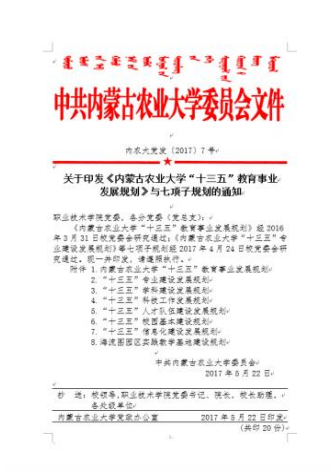 中共内蒙古农业大学委员会文件
内农大党发〔2017〕7号
关于印发《内蒙古农业大学“十三五”教育事业
发展规划》与七项子规划的通知
职业技术学院党委、各分党委（党总支）：
《内蒙古农业大学“十三五”教育事业发展规划》经2016
年3月31日校党委会研究通过；《内蒙古农业大学“十三五”专
业建设发展规划》等七项子规划经2017年4月24日校党委会研
究通过。现一并印发，请遵照执行。
附件 1.内蒙古农业大学“十三五”教育事业发展规划
2.“十三五”专业建设发展规划
3.“十三五”学科建设发展规划
4.“十三五”科技工作发展规划
5.“十三五”人才队伍建设发展规划
6.“十三五”校园基本建设规划
7.“十三五”信息化建设发展规划
8.海流图园区实践教学基地建设规划
中共内蒙古农业大学委员会
2017年5月22日
抄 送：校领导，职业技术学院党委书记、院长，校长助理，
各处级单位
内蒙古农业大学党政办公室 2017年5月22日印发
（共印20份）